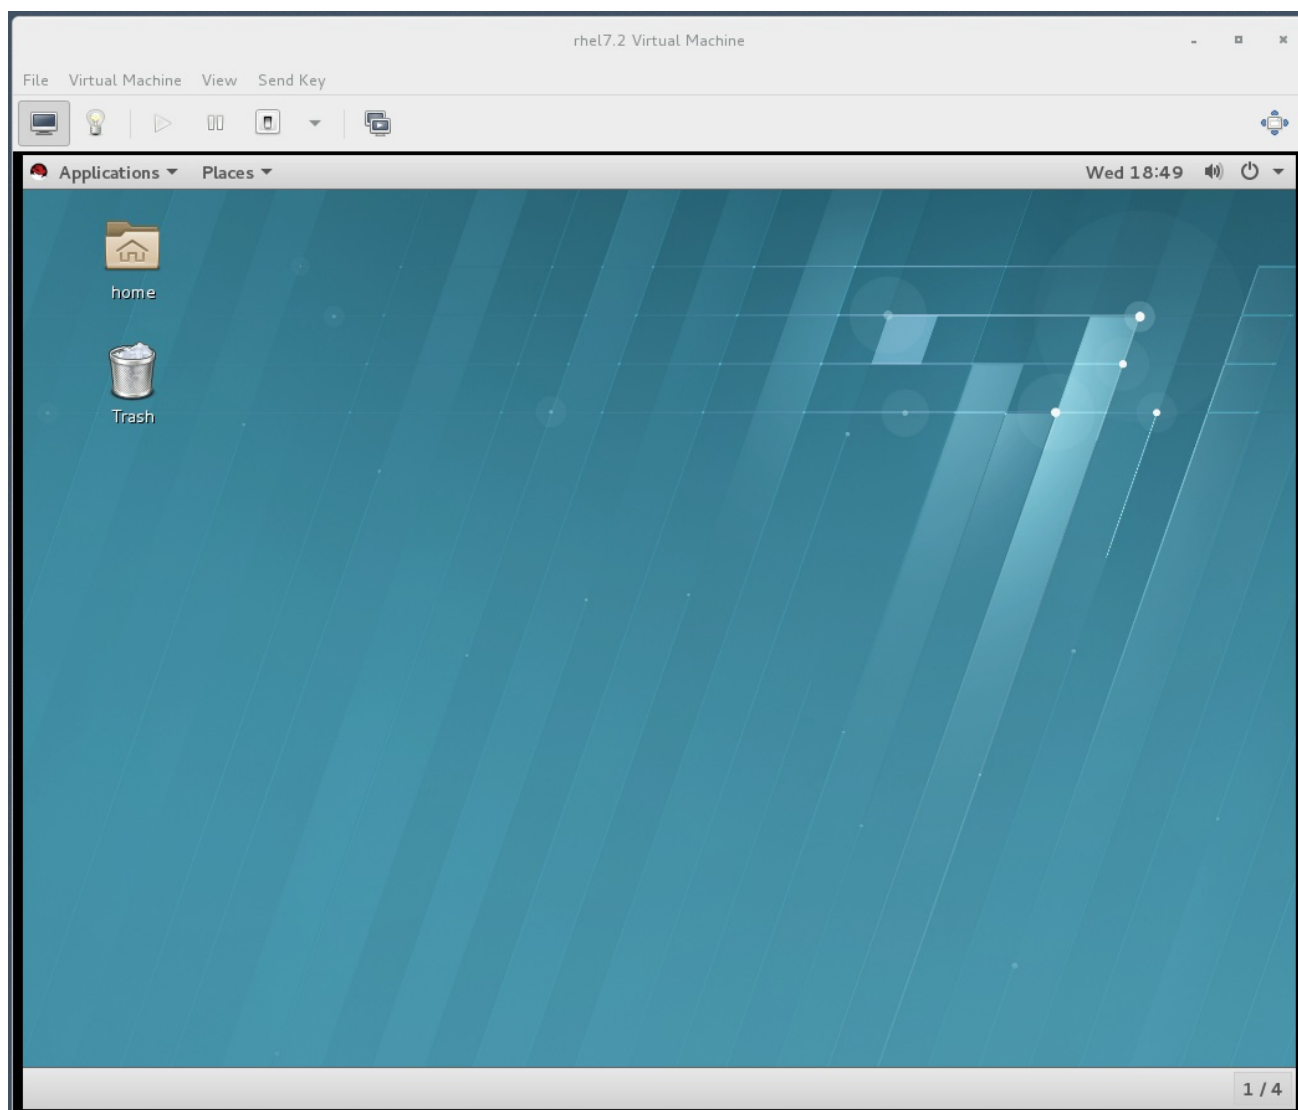 rhel7.2 Virtual Machine
File Virtual Machine View Send Key
Applications Places Wed 18:49
home
Trash
1 / 4